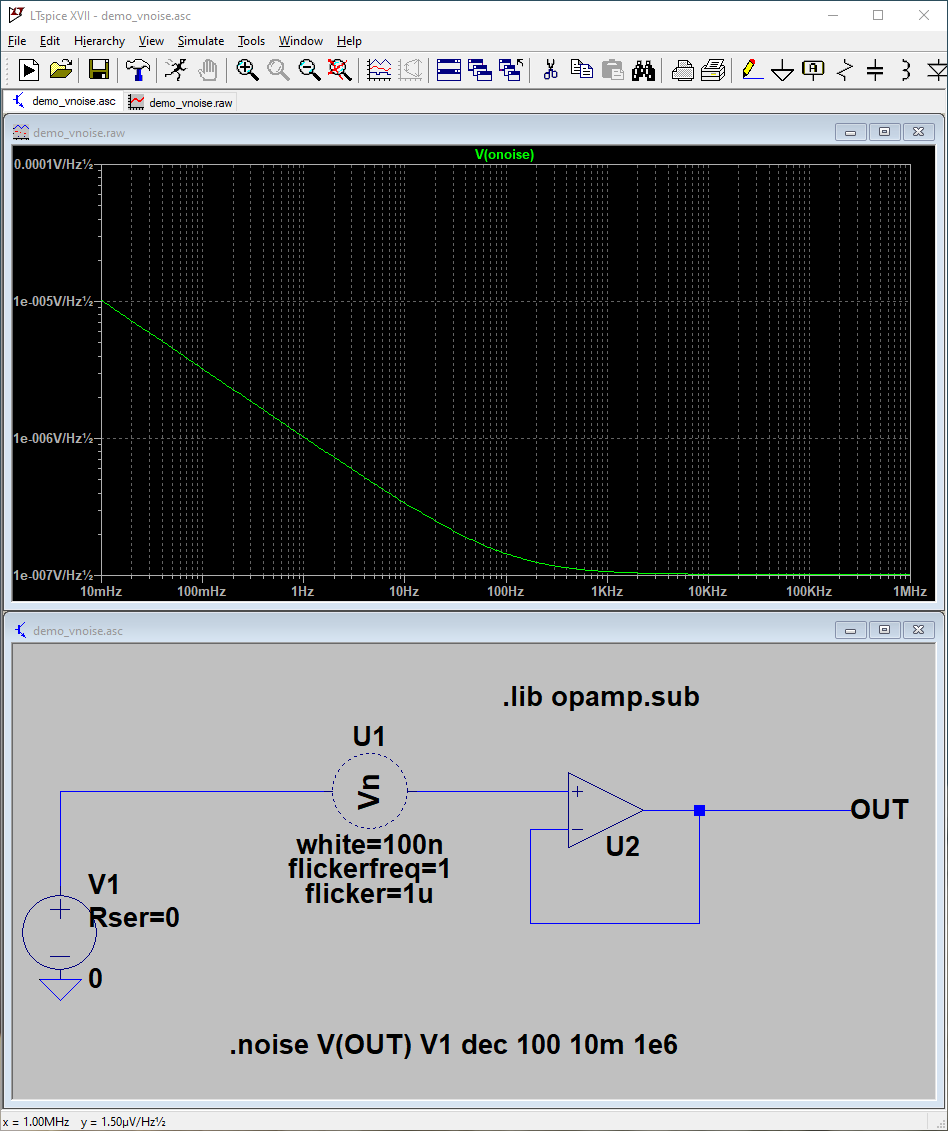 LTspice XVII - demo_vnoise.asc
File Edit Hierarchy View Simulate Tools Window Help
demo_vnoise.asc demo_vnoise.raw
demo_vnoise.raw
V(onoise)
0.0001V/Hz½
1e-005V/Hz½
1e-006V/Hz½
1e-007V/Hz½
10mHz 100mHz 1Hz 10Hz 100Hz 1KHz 10KHz 100KHz 1MHz
demo_vnoise.asc
.lib opamp.sub
U1
Vn
white=100n
flickerfreq=1
flicker=1u
U2
OUT
V1
Rser=0
0
.noise V(OUT) V1 dec 100 10m 1e6
x = 1.00MHz y = 1.50µV/Hz½